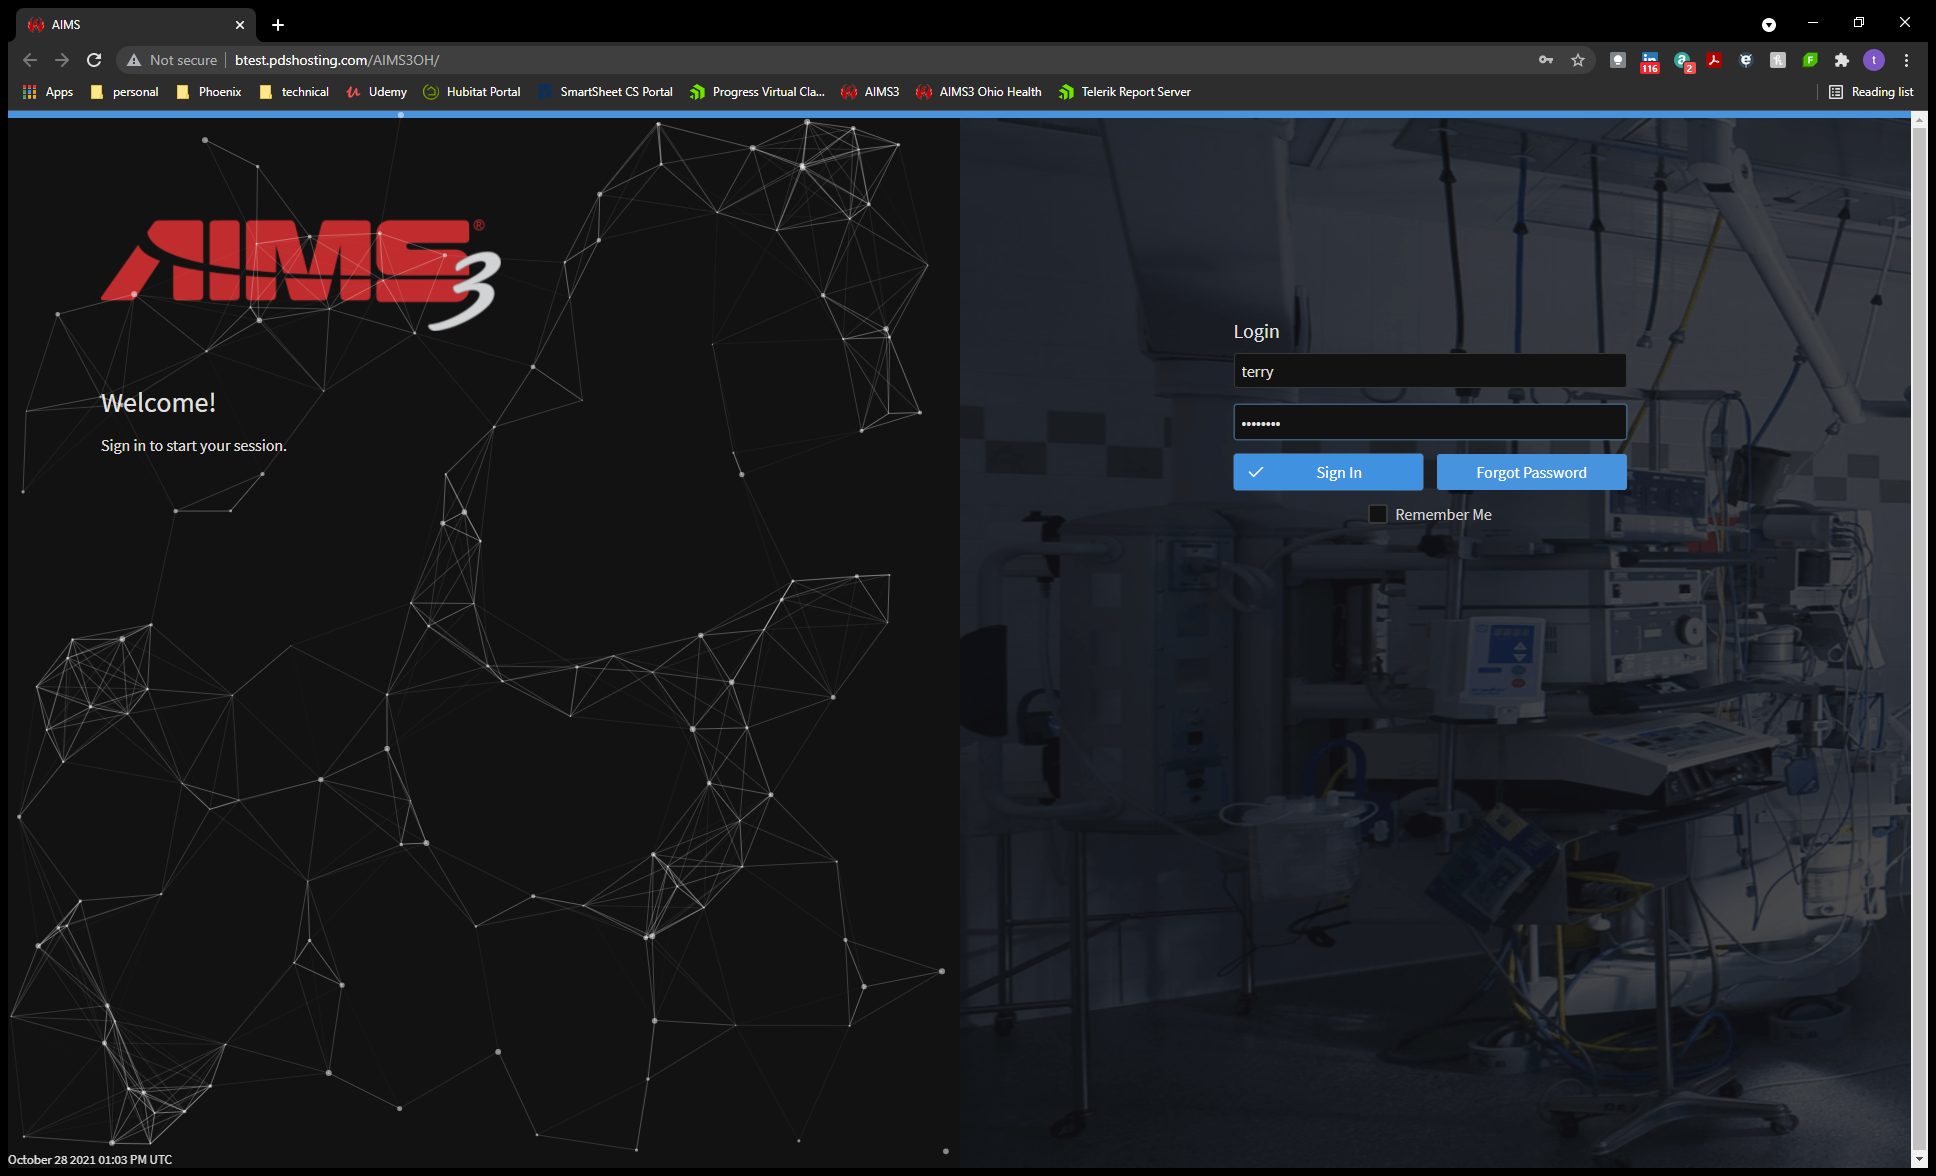 AIMS
Not secure
btest.pdshosting.com/AIMS3OH/
116
2
t
Apps
personal
Phoenix
technical
Udemy
Hubitat Portal
SmartSheet CS Portal
Progress Virtual Cla...
AIMS3
AIMS3 Ohio Health
Telerik Report Server
Reading list
AIMS3®
Login
terry
••••••••
Welcome!
Sign in to start your session.
Sign In
Forgot Password
Remember Me
October 28 2021 01:03 PM UTC